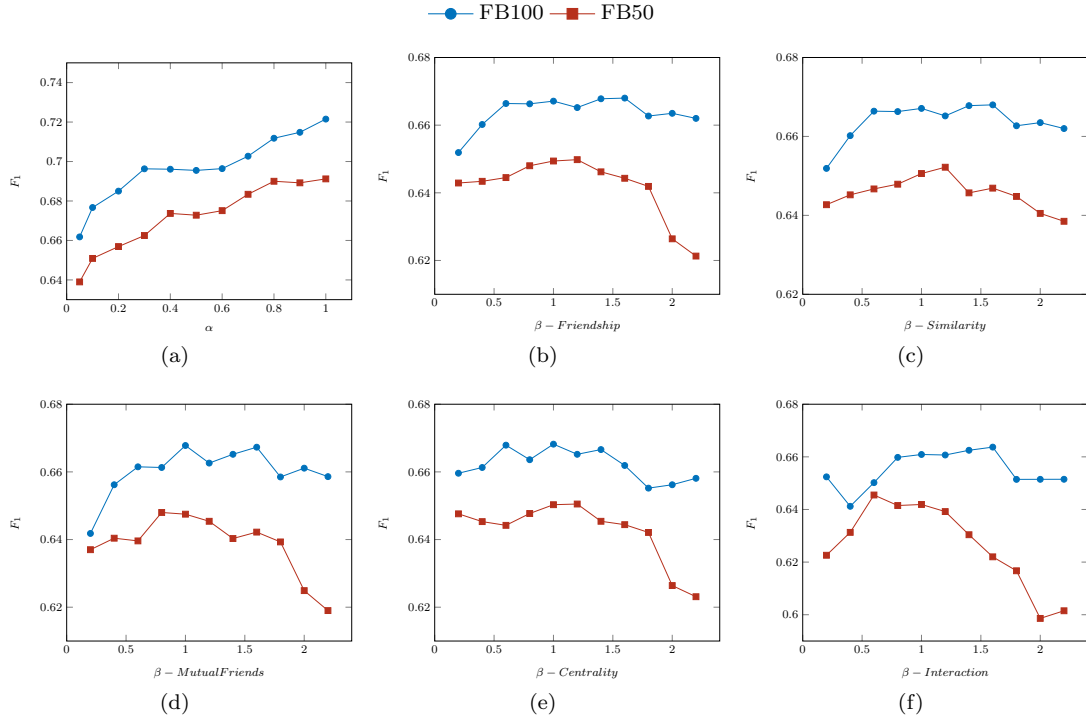 FB100 FB50
0.74
0.72
0.7
0.68
0.66
0.64
F1
0 0.2 0.4 0.6 0.8 1
α
(a)
0.68
0.66
0.64
0.62
F1
0 0.5 1 1.5 2
β − Friendship
(b)
0.68
0.66
0.64
0.62
F1
0 0.5 1 1.5 2
β − Similarity
(c)
0.68
0.66
0.64
0.62
F1
0 0.5 1 1.5 2
β − MutualFriends
(d)
0.68
0.66
0.64
0.62
F1
0 0.5 1 1.5 2
β − Centrality
(e)
0.68
0.66
0.64
0.62
0.6
F1
0 0.5 1 1.5 2
β − Interaction
(f)